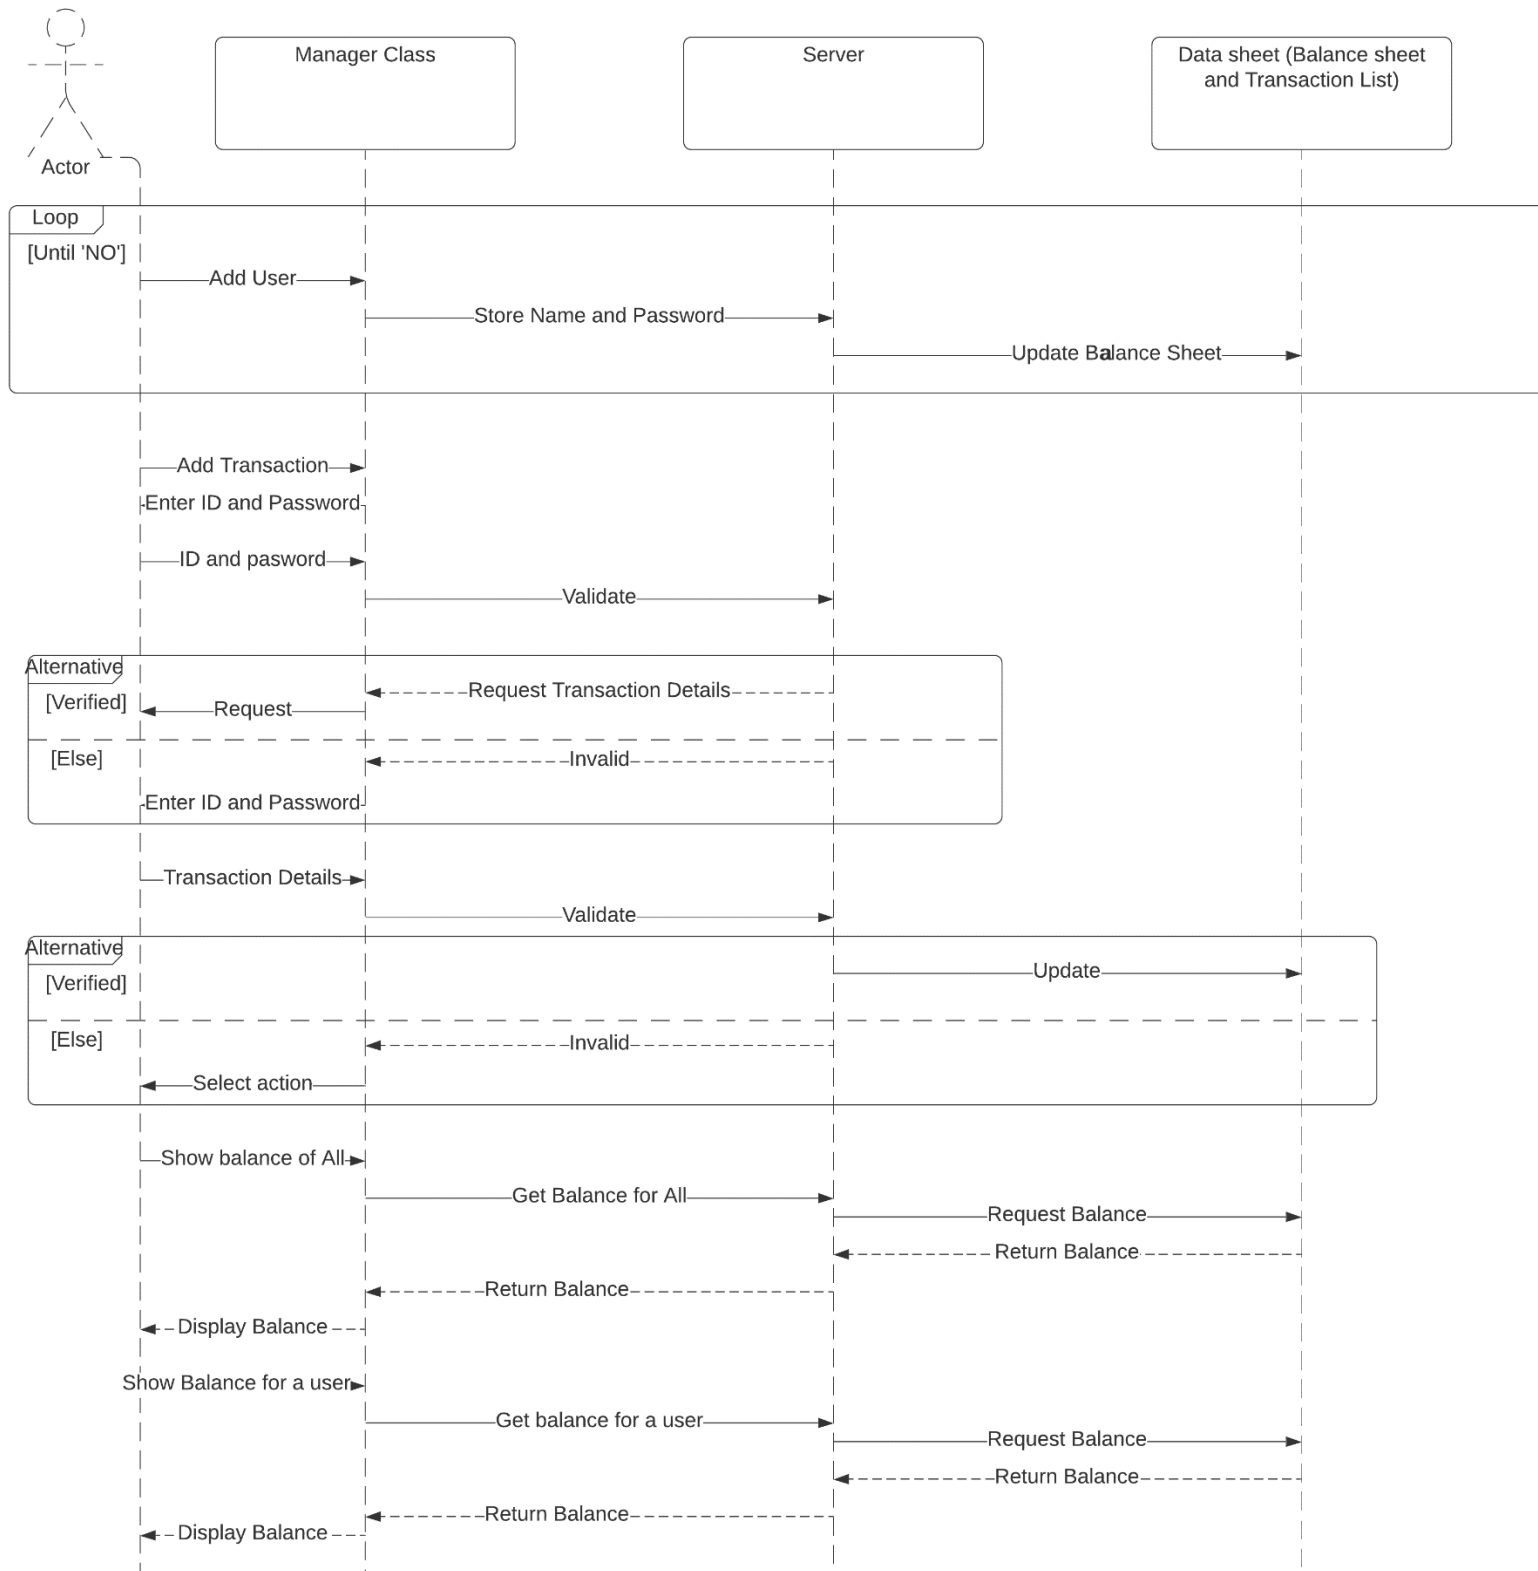 Manager Class
Server
Data sheet (Balance sheet
and Transaction List)
Actor
Loop
[Until 'NO']
Add User
Store Name and Password
Update Balance Sheet
Add Transaction
Enter ID and Password
ID and pasword
Validate
Alternative
Request Transaction Details
[Verified]
Request
[Else]
Invalid
Enter ID and Password
Transaction Details
Validate
Alternative
Update
[Verified]
[Else]
Invalid
Select action
Show balance of All
Get Balance for All
Request Balance
Return Balance
Return Balance
Display Balance
Show Balance for a user
Get balance for a user
Request Balance
Return Balance
Return Balance
Display Balance